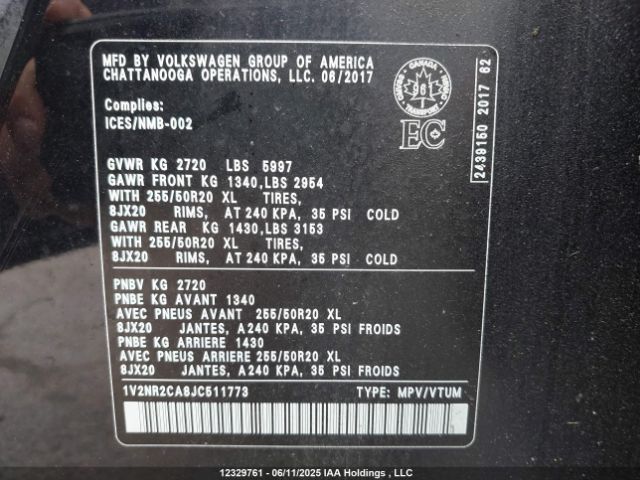 MFD BY VOLKSWAGEN GROUP OF AMERICA
CHATTANOOGA OPERATIONS, LLC. 06/2017
Complies:
ICES/NMB-002
CANADA
TRANSPORT
EC
2439150 2017 62
GVWR KG 2720 LBS 5997
GAWR FRONT KG 1340,LBS 2954
WITH 255/50R20 XL TIRES,
8JX20 RIMS, AT 240 KPA, 35 PSI COLD
GAWR REAR KG 1430,LBS 3153
WITH 255/50R20 XL TIRES,
8JX20 RIMS, AT 240 KPA, 35 PSI COLD
PNBV KG 2720
PNBE KG AVANT 1340
AVEC PNEUS AVANT 255/50R20 XL
8JX20 JANTES, A 240 KPA, 35 PSI FROIDS
PNBE KG ARRIERE 1430
AVEC PNEUS ARRIERE 255/50R20 XL
8JX20 JANTES, A 240 KPA, 35 PSI FROIDS
1V2NR2CA8JC511773 TYPE: MPV/VTUM
12329761 - 06/11/2025 IAA Holdings , LLC